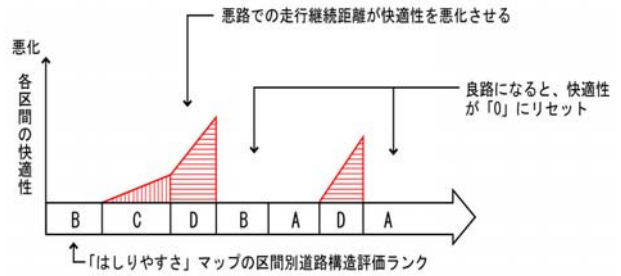 悪路での走行継続距離が快適性を悪化させる
悪化
各区間の快適性
良路になると、快適性
が「0」にリセット
B C D B A D A
「はしりやすさ」マップの区間別道路構造評価ランク